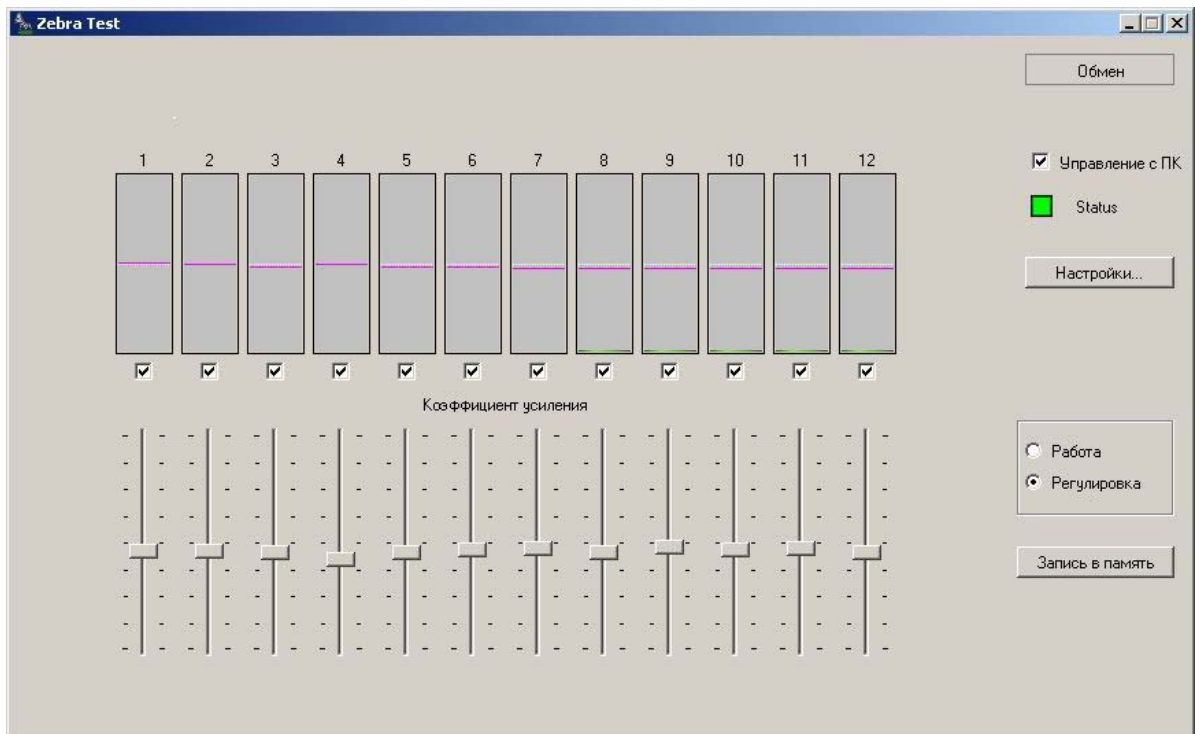 Zebra Test
Обмен
1 2 3 4 5 6 7 8 9 10 11 12
Управление с ПК
Status
Настройки...
Коэффициент усиления
Работа
Регулировка
Запись в память